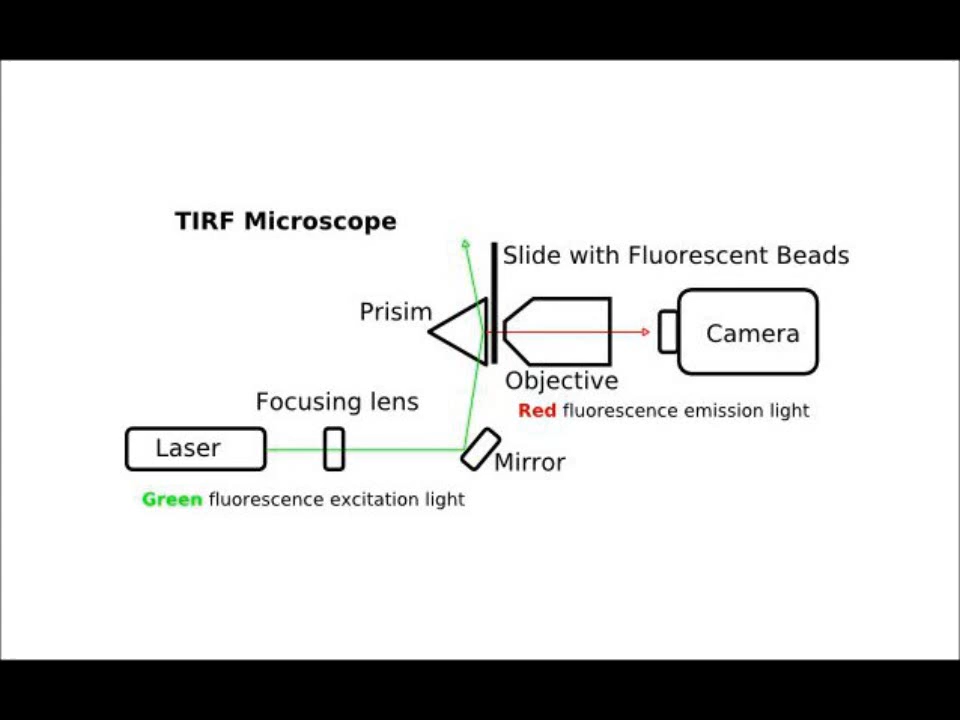 TIRF Microscope
Slide with Fluorescent Beads
Prisim
Camera
Objective
Focusing lens
Red fluorescence emission light
Laser
Mirror
Green fluorescence excitation light